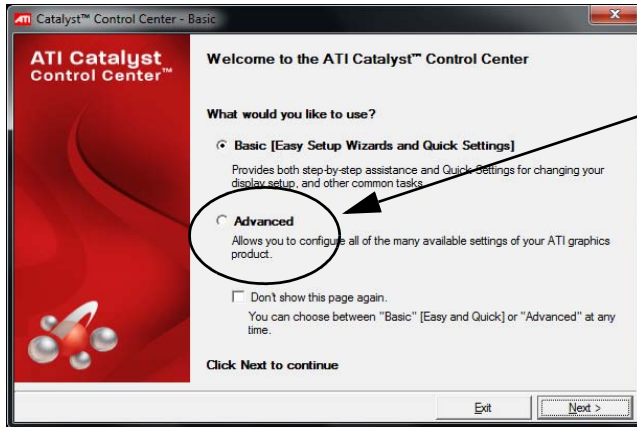 ATI Catalyst™ Control Center - Basic
ATI Catalyst
Control Center™
Welcome to the ATI Catalyst™ Control Center
What would you like to use?
Basic [Easy Setup Wizards and Quick Settings]
Provides both step-by-step assistance and Quick Settings for changing your
display setup, and other common tasks.
Advanced
Allows you to configure all of the many available settings of your ATI graphics
product.
Don't show this page again.
You can choose between "Basic" [Easy and Quick] or "Advanced" at any
time.
Click Next to continue
Exit
Next >